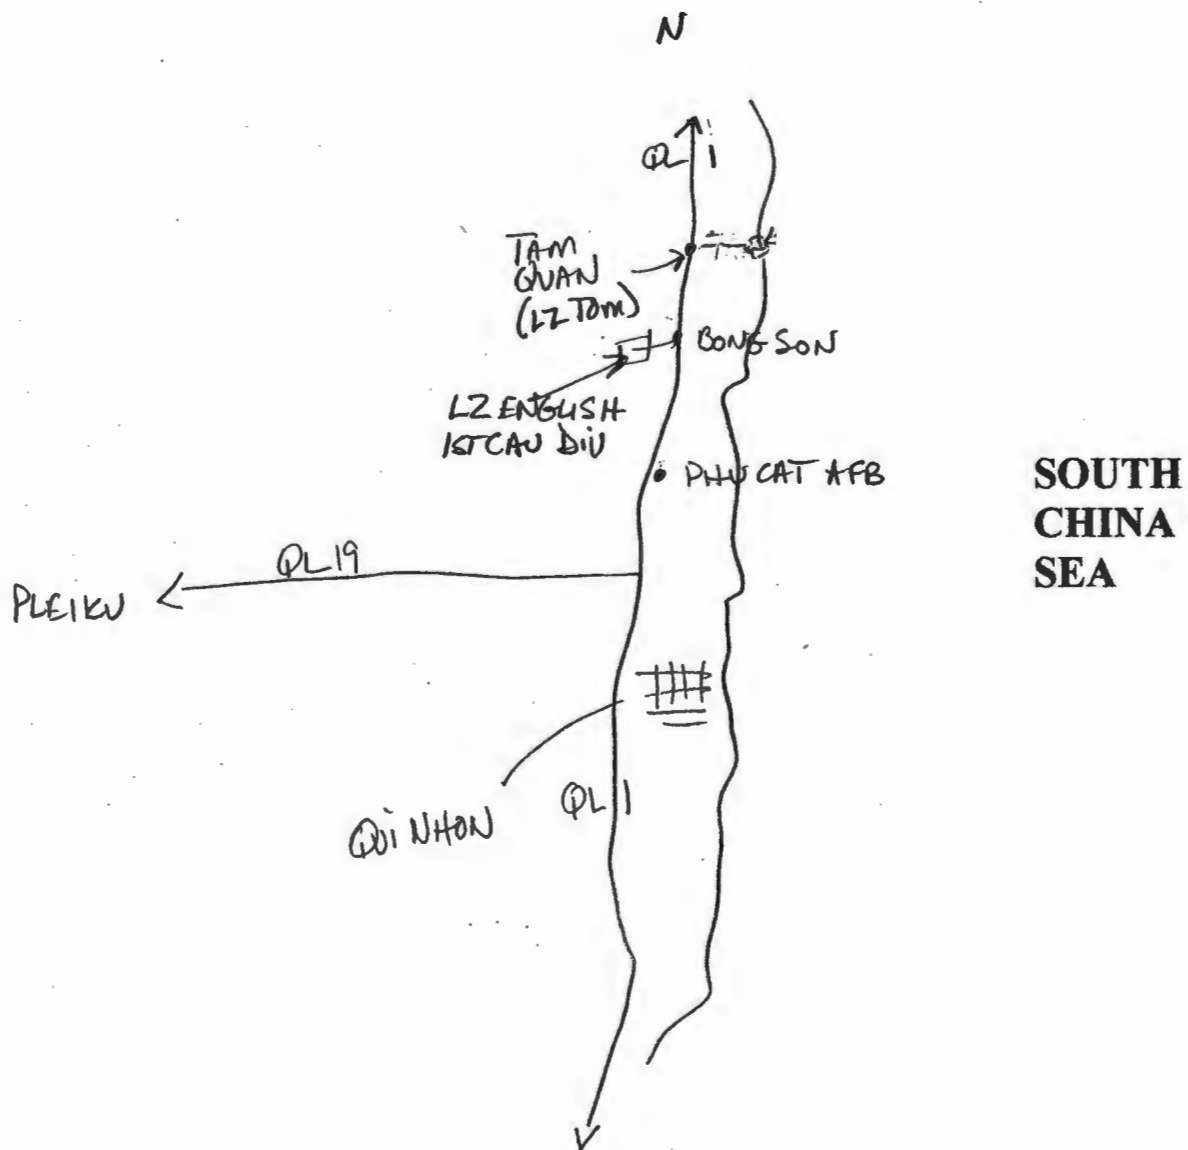 N
QL 1
TAM
QUAN
(LZ TOM)
BONG SON
LZ ENGLISH
1ST CAV DIV
PHU CAT AFB
SOUTH
CHINA
SEA
QL 19
PLEIKU
QUI NHON
QL 1